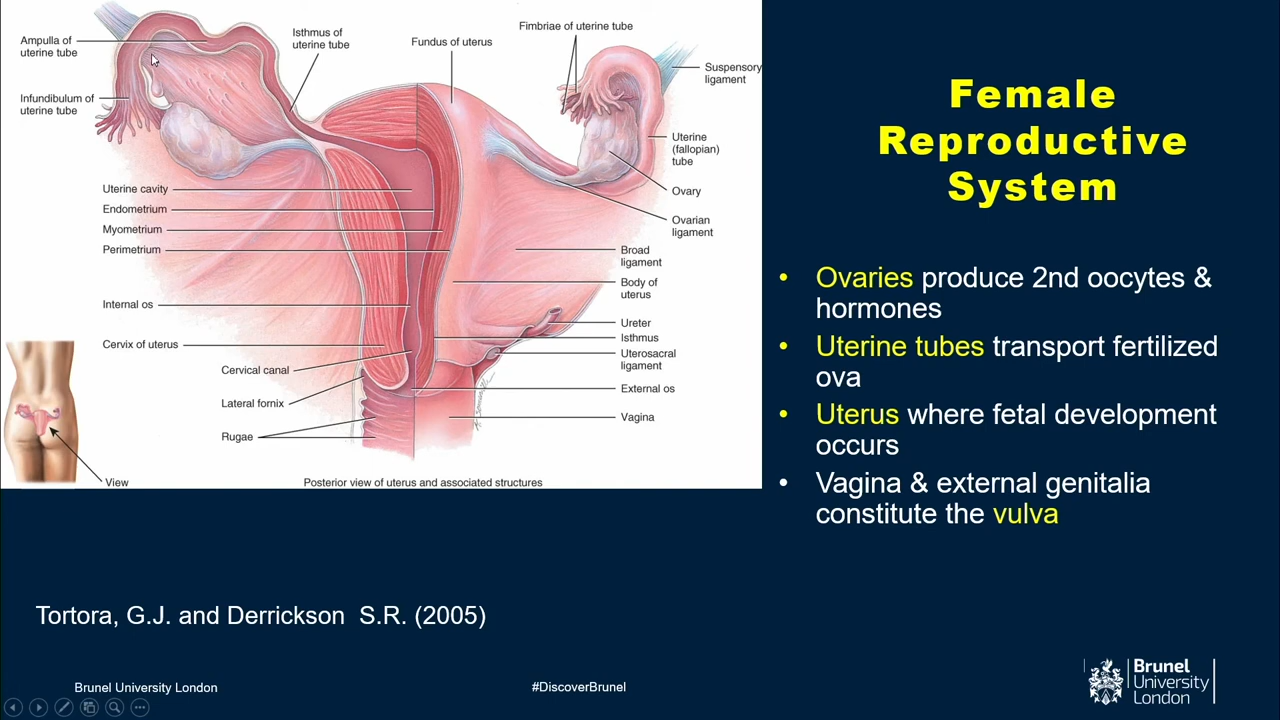 Ampulla of
uterine tube
Isthmus of
uterine tube
Fundus of uterus
Fimbriae of uterine tube
Suspensory
ligament
Infundibulum of
uterine tube
Uterine
(fallopian)
tube
Uterine cavity
Ovary
Endometrium
Ovarian
ligament
Myometrium
Perimetrium
Broad
ligament
Body of
uterus
Internal os
Ureter
Isthmus
Cervix of uterus
Uterosacral
ligament
Cervical canal
External os
Lateral fornix
Vagina
Rugae
View
Posterior view of uterus and associated structures
Female
Reproductive
System
• Ovaries produce 2nd oocytes &
hormones
• Uterine tubes transport fertilized
ova
• Uterus where fetal development
occurs
• Vagina & external genitalia
constitute the vulva
Tortora, G.J. and Derrickson S.R. (2005)
Brunel University London
#DiscoverBrunel
Brunel
University
London